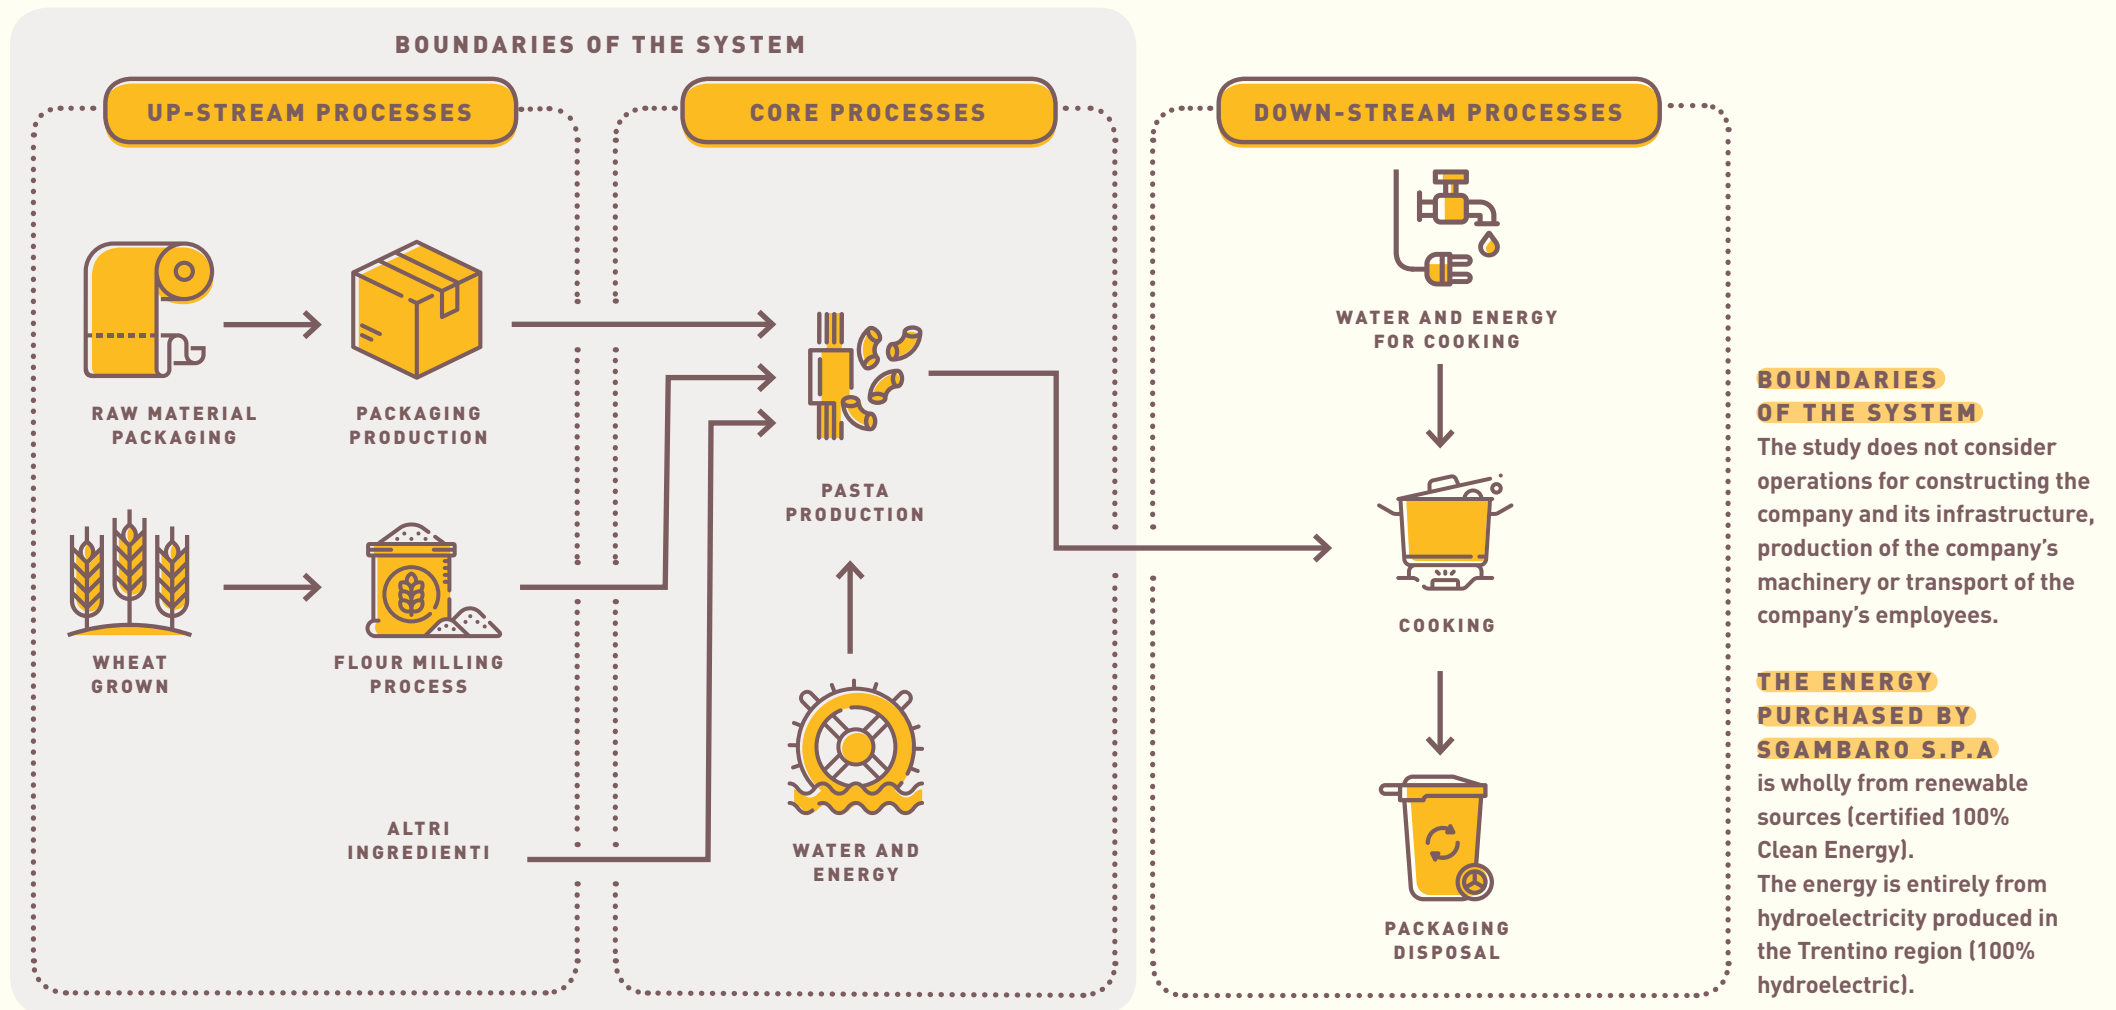 BOUNDARIES OF THE SYSTEM
UP-STREAM PROCESSES
RAW MATERIAL
PACKAGING
PACKAGING
PRODUCTION
WHEAT
GROWN
FLOUR MILLING
PROCESS
ALTRI
INGREDIENTI
CORE PROCESSES
PASTA
PRODUCTION
WATER AND
ENERGY
DOWN-STREAM PROCESSES
WATER AND ENERGY
FOR COOKING
COOKING
PACKAGING
DISPOSAL
BOUNDARIES
OF THE SYSTEM
The study does not consider
operations for constructing the
company and its infrastructure,
production of the company's
machinery or transport of the
company's employees.
THE ENERGY
PURCHASED BY
SGAMBARO S.P.A
is wholly from renewable
sources (certified 100%
Clean Energy).
The energy is entirely from
hydroelectricity produced in
the Trentino region (100%
hydroelectric).